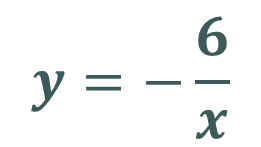 y = − 6/x